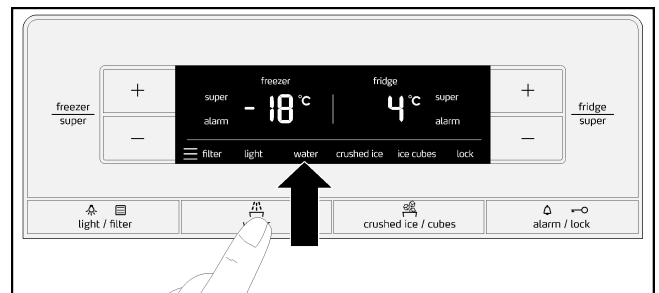 freezer fridge
+ super -18 °C 4 °C super +
freezer fridge
super super
alarm alarm
− −
filter light water crushed ice ice cubes lock
light / filter crushed ice / cubes alarm / lock